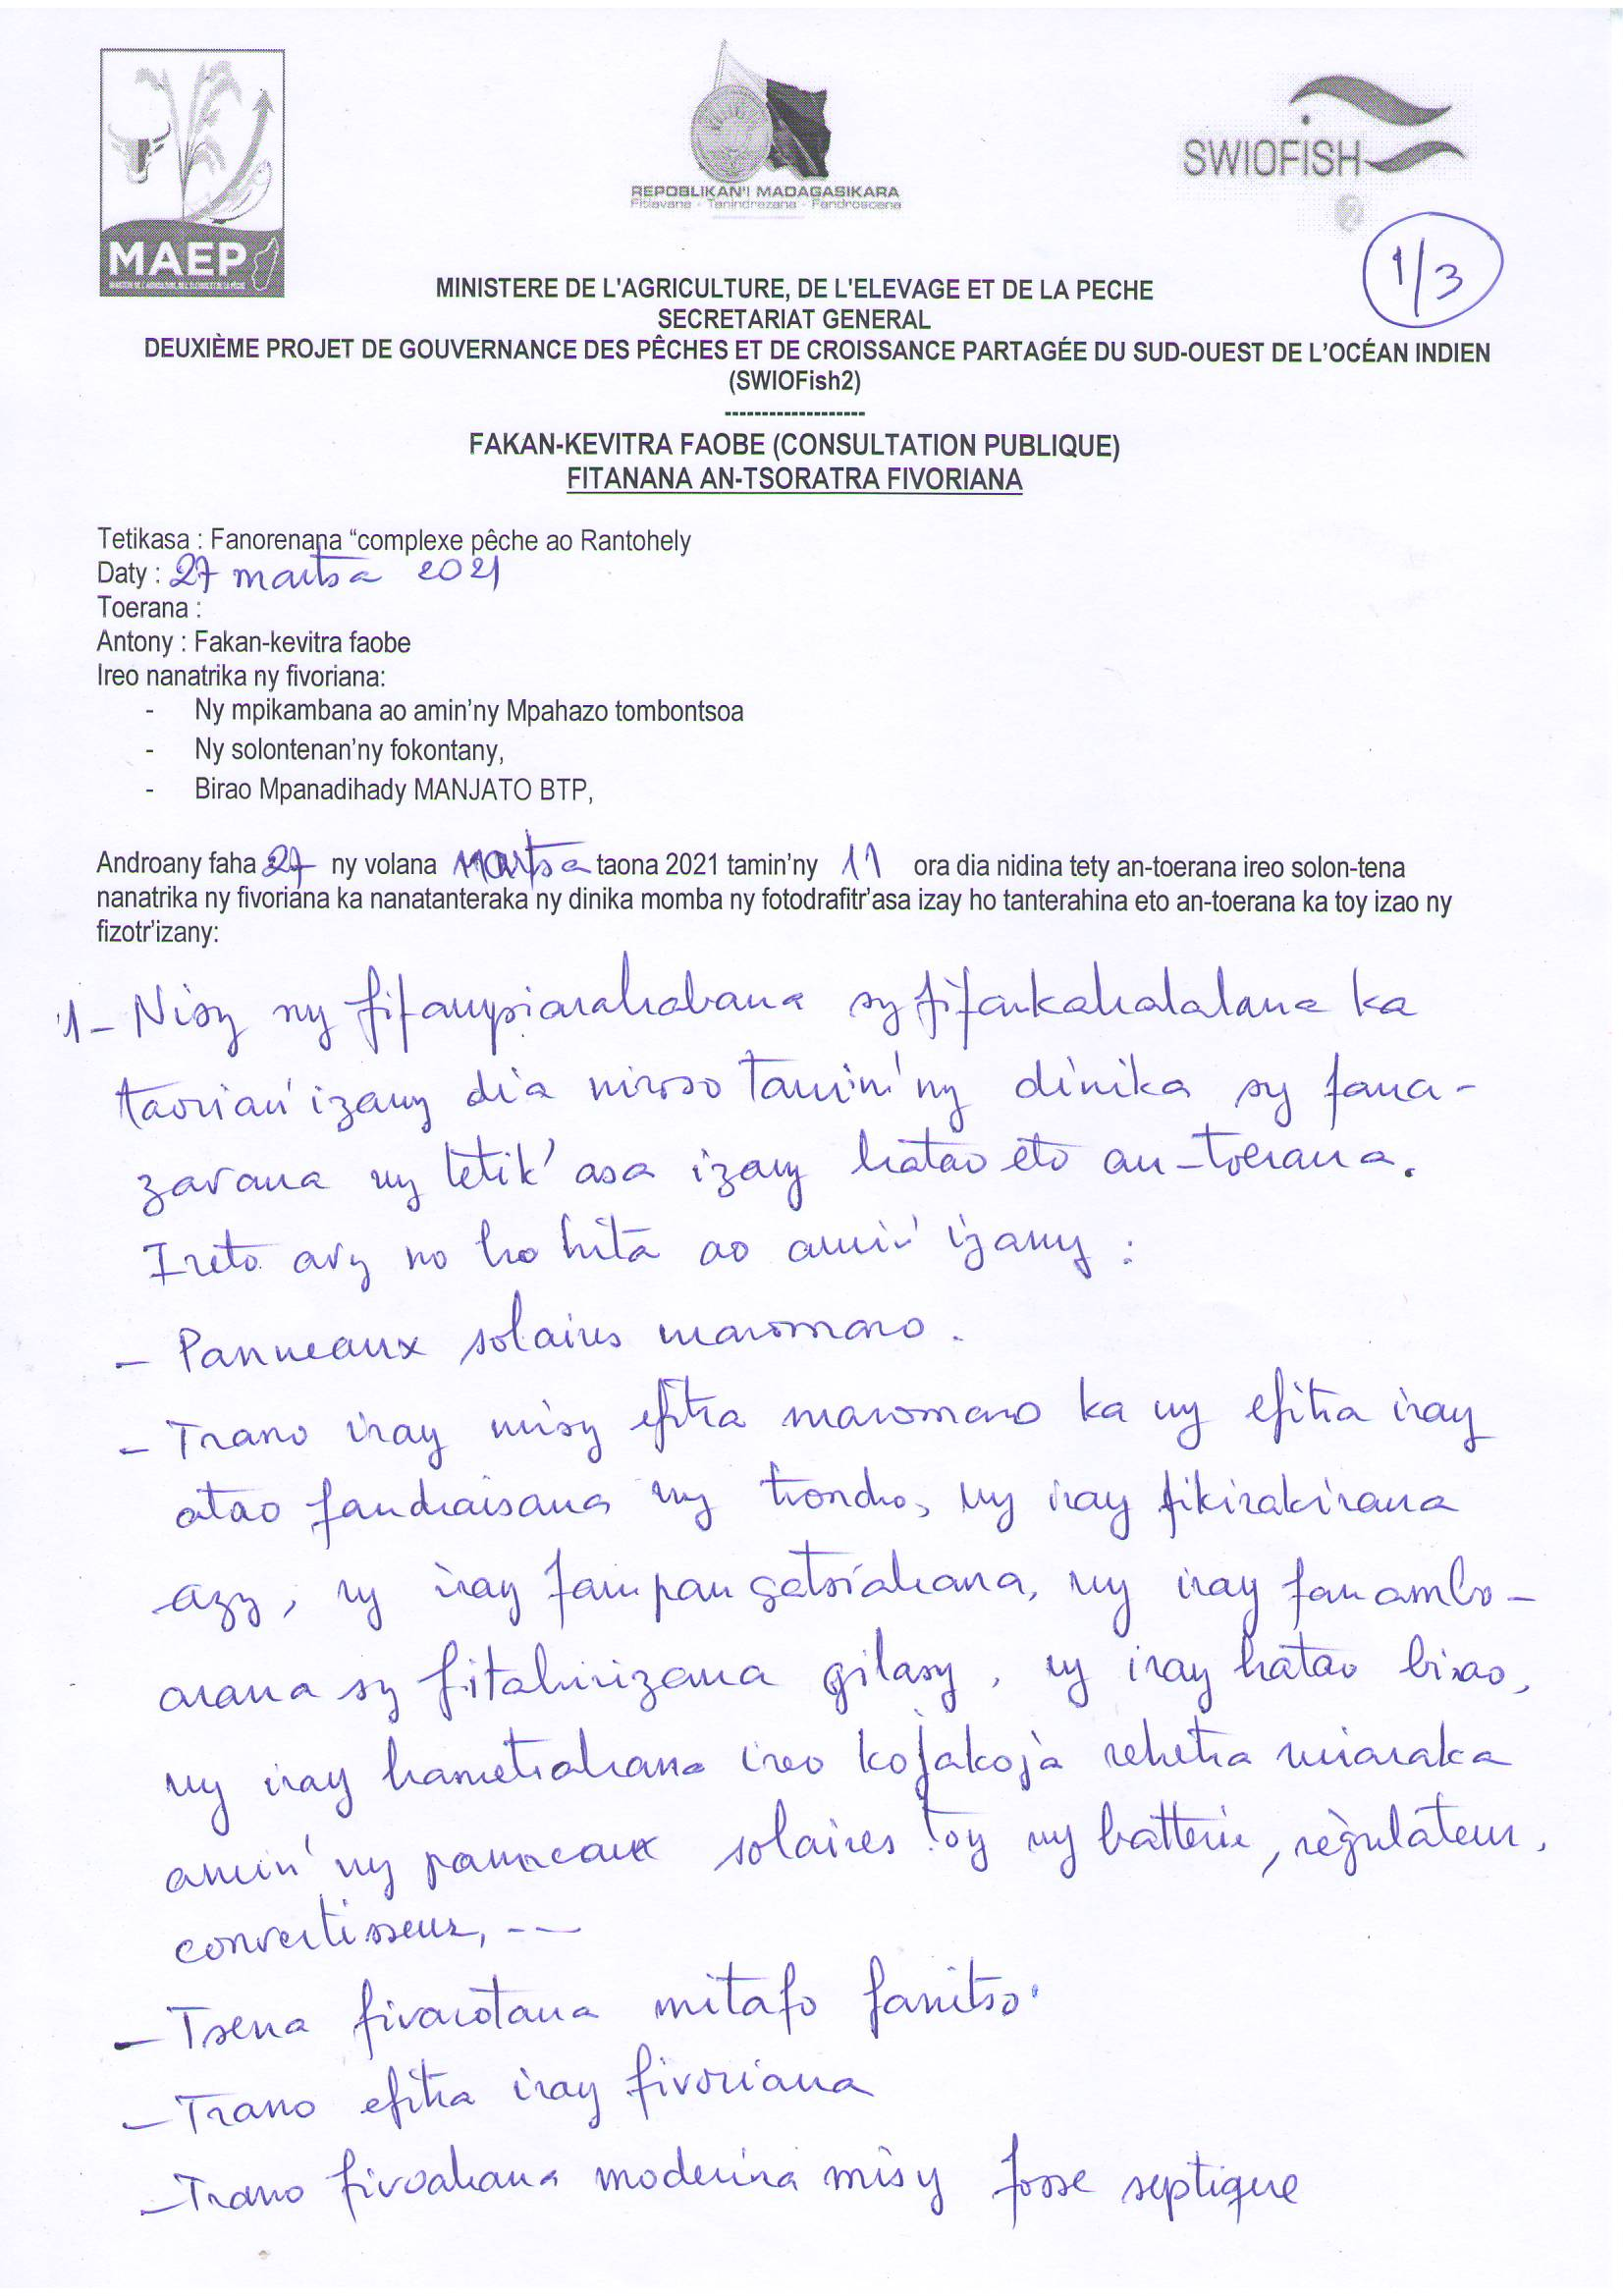 MAEP
REPOBLIKAN'I MADAGASIKARA
Fitiavana - Tanindrazana - Fandrosoana
SWIOFISH
2
1/3
MINISTERE DE L'AGRICULTURE, DE L'ELEVAGE ET DE LA PECHE
SECRETARIAT GENERAL
DEUXIÈME PROJET DE GOUVERNANCE DES PÊCHES ET DE CROISSANCE PARTAGÉE DU SUD-OUEST DE L'OCÉAN INDIEN
(SWIOFish2)
-------------------
FAKAN-KEVITRA FAOBE (CONSULTATION PUBLIQUE)
FITANANA AN-TSORATRA FIVORIANA
Tetikasa : Fanorenana “complexe pêche ao Rantohely
Daty : 27 martsa 2021
Toerana :
Antony : Fakan-kevitra faobe
Ireo nanatrika ny fivoriana:
- Ny mpikambana ao amin'ny Mpahazo tombontsoa
- Ny solontenan'ny fokontany,
- Birao Mpanadihady MANJATO BTP,
Androany faha 27 ny volana Martsa taona 2021 tamin'ny 11 ora dia nidina tety an-toerana ireo solon-tena
nanatrika ny fivoriana ka nanatanteraka ny dinika momba ny fotodrafitr'asa izay ho tanterahina eto an-toerana ka toy izao ny
fizotr'izany:
1- Nisy ny fifampiarahabana sy fifankahalalana ka
taorian'izany dia niroso tamin'ny dinika sy fana-
zavana ny tetik'asa izany hatao eto an-toerana.
Ireto avy no ho hita ao amin'izany :
- Panneaux solaires maromaro.
- Trano iray misy efitra maromaro ka ny efitra iray
atao fandraisana ny trondro, ny iray fikirakirana
azy, ny iray fampangatsiahana, ny iray fanambo-
arana sy fitahirizana gilasy, ny iray hatao birao,
ny iray hametrahana ireo kojakoja rehetra miaraka
amin'ny panneaux solaires toy ny batterie, règulateur,
convertisseur, ---
- Tsena fivarotana mitafo fanitso.
- Trano efitra iray fivoriana
- Trano fivoahana moderina misy fosse septique